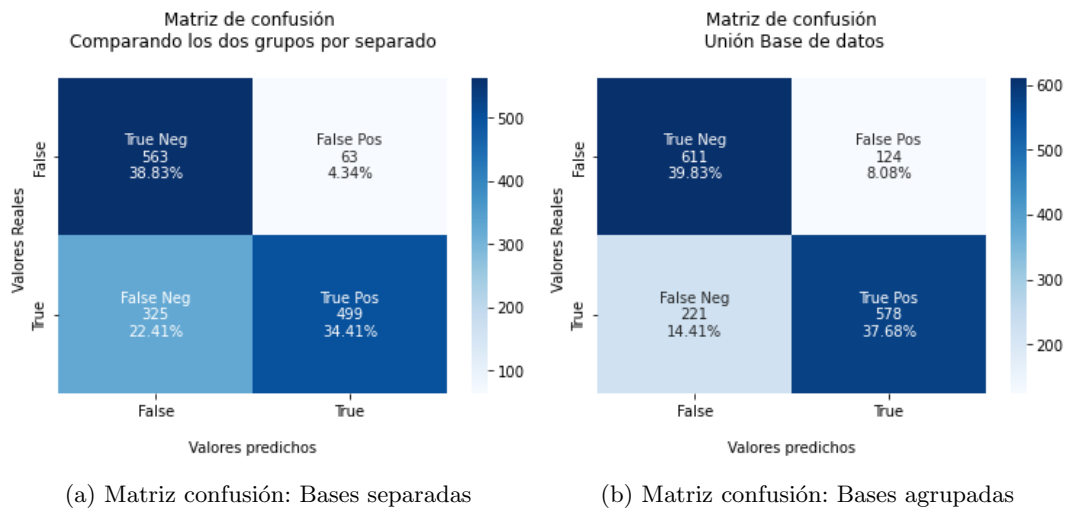 Matriz de confusión
Comparando los dos grupos por separado
True Neg
563
38.83%
False Pos
63
4.34%
False Neg
325
22.41%
True Pos
499
34.41%
False
True
Valores Reales
False
True
Valores predichos
500
400
300
200
100
(a) Matriz confusión: Bases separadas
Matriz de confusión
Unión Base de datos
True Neg
611
39.83%
False Pos
124
8.08%
False Neg
221
14.41%
True Pos
578
37.68%
False
True
Valores Reales
False
True
Valores predichos
600
500
400
300
200
(b) Matriz confusión: Bases agrupadas